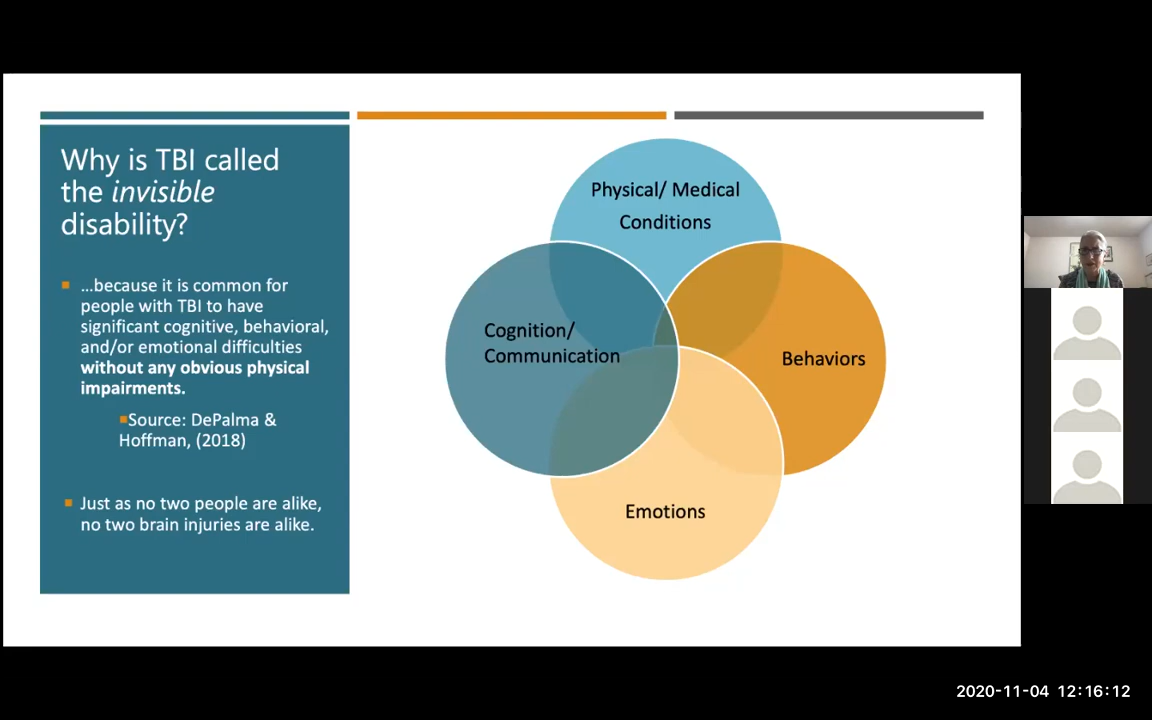 Why is TBI called
the invisible
disability?
▪ …because it is common for
people with TBI to have
significant cognitive, behavioral,
and/or emotional difficulties
without any obvious physical
impairments.
▪Source: DePalma &
Hoffman, (2018)
▪ Just as no two people are alike,
no two brain injuries are alike.
Physical/ Medical
Conditions
Cognition/
Communication
Behaviors
Emotions
2020-11-04 12:16:12